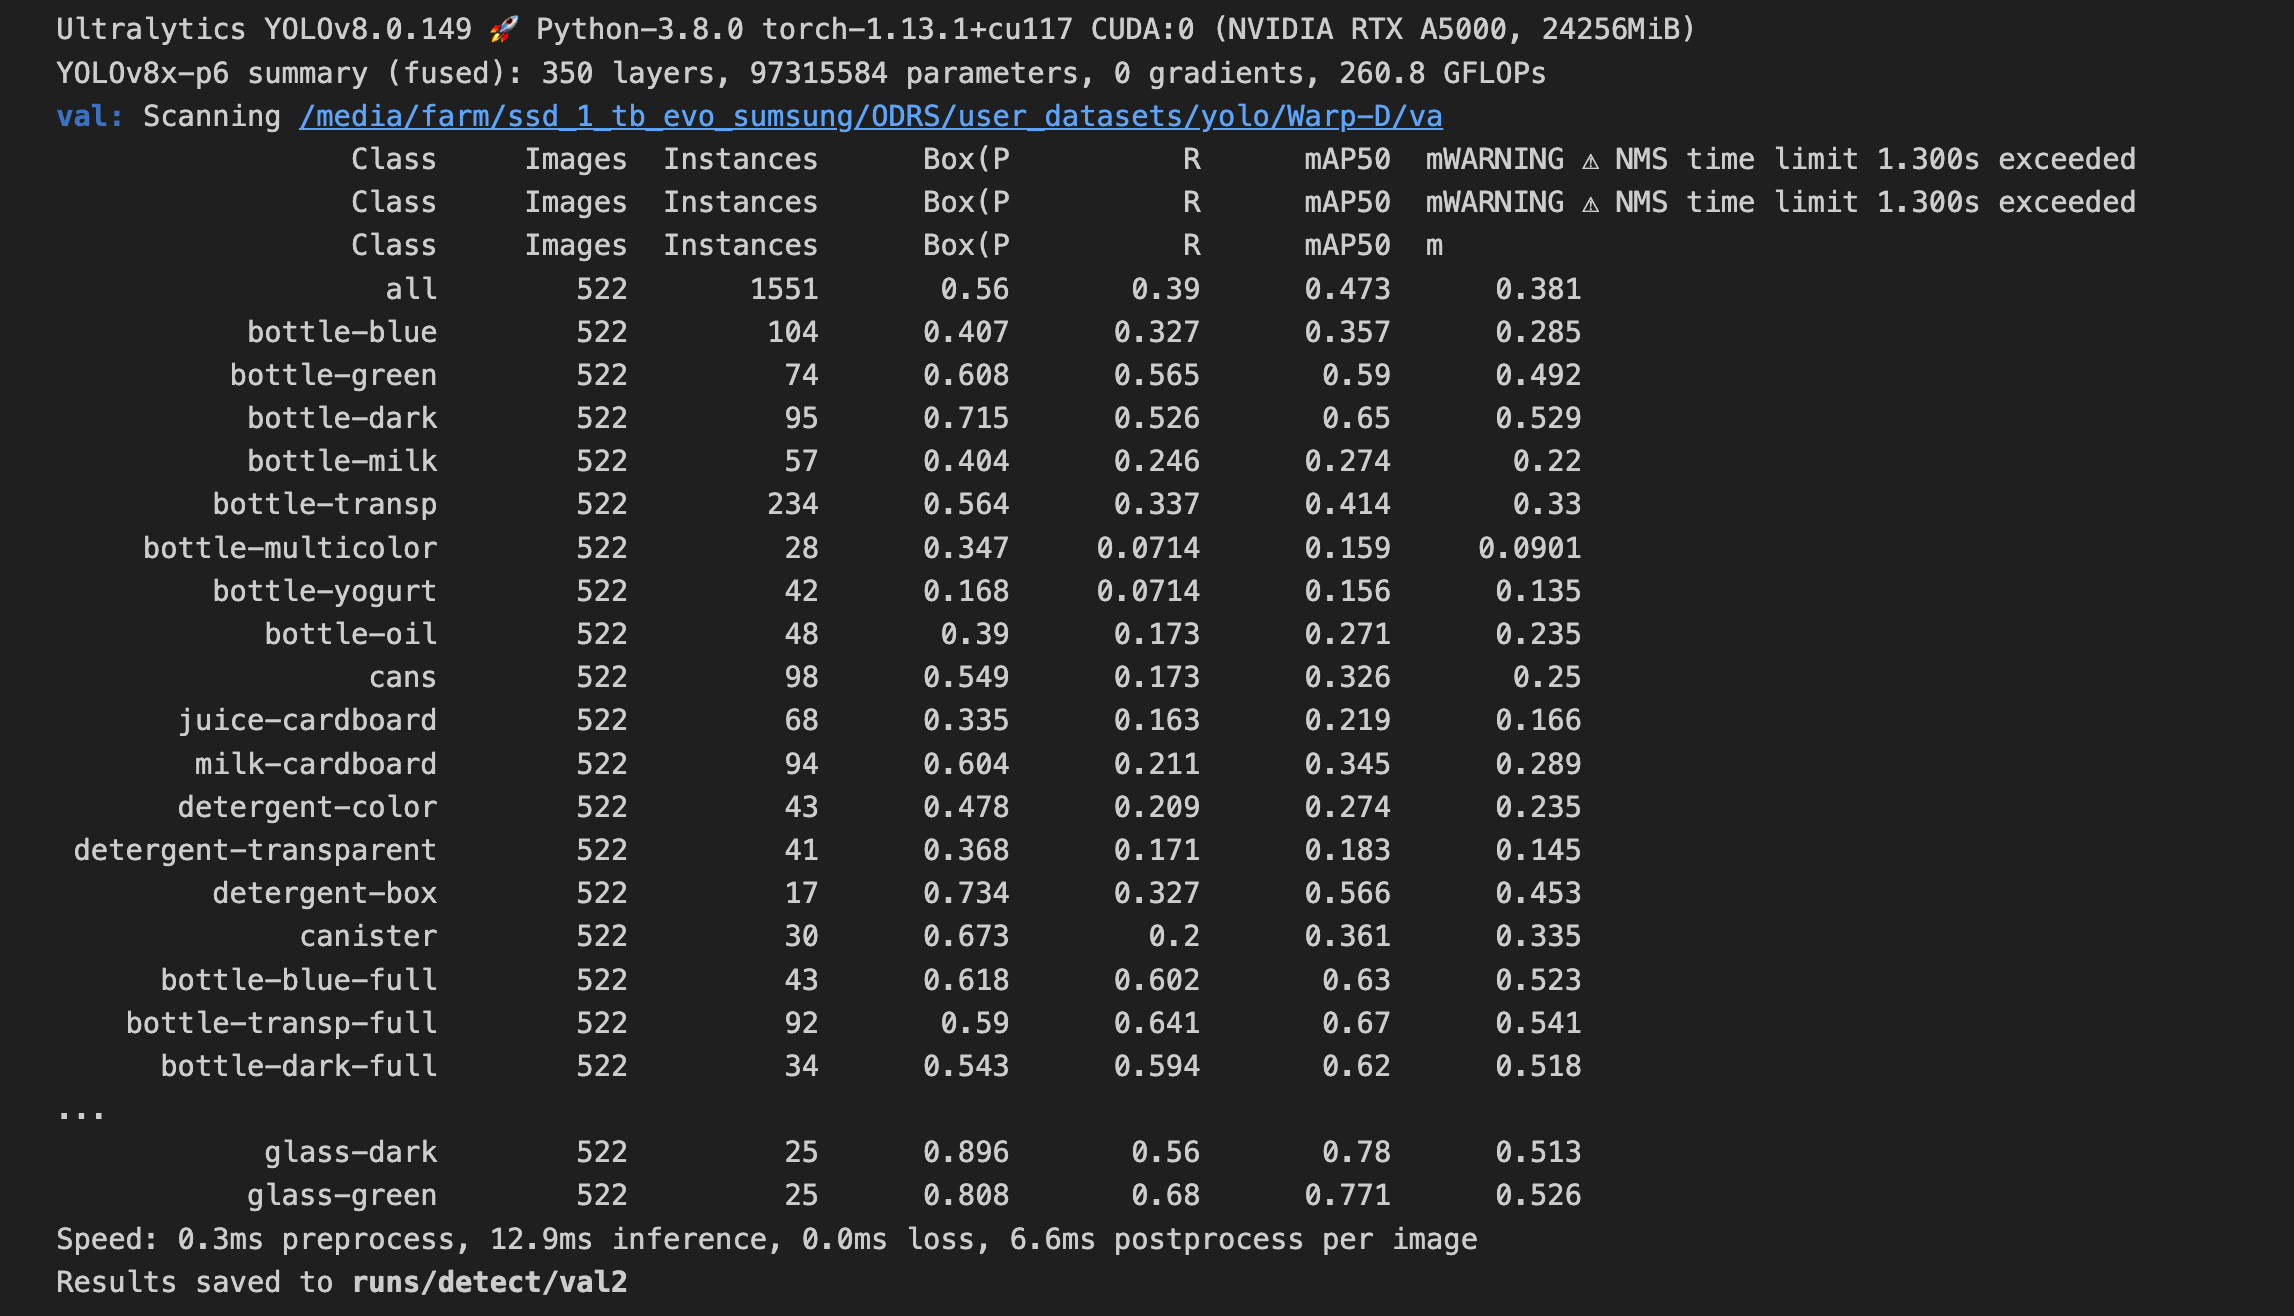 Ultralytics YOLOv8.0.149 🚀 Python-3.8.0 torch-1.13.1+cu117 CUDA:0 (NVIDIA RTX A5000, 24256MiB)
YOLOv8x-p6 summary (fused): 350 layers, 97315584 parameters, 0 gradients, 260.8 GFLOPs
val: Scanning /media/farm/ssd_1_tb_evo_sumsung/ODRS/user_datasets/yolo/Warp-D/va
Class Images Instances Box(P R mAP50 mWARNING ⚠ NMS time limit 1.300s exceeded
Class Images Instances Box(P R mAP50 mWARNING ⚠ NMS time limit 1.300s exceeded
Class Images Instances Box(P R mAP50 m
all 522 1551 0.56 0.39 0.473 0.381
bottle-blue 522 104 0.407 0.327 0.357 0.285
bottle-green 522 74 0.608 0.565 0.59 0.492
bottle-dark 522 95 0.715 0.526 0.65 0.529
bottle-milk 522 57 0.404 0.246 0.274 0.22
bottle-transp 522 234 0.564 0.337 0.414 0.33
bottle-multicolor 522 28 0.347 0.0714 0.159 0.0901
bottle-yogurt 522 42 0.168 0.0714 0.156 0.135
bottle-oil 522 48 0.39 0.173 0.271 0.235
cans 522 98 0.549 0.173 0.326 0.25
juice-cardboard 522 68 0.335 0.163 0.219 0.166
milk-cardboard 522 94 0.604 0.211 0.345 0.289
detergent-color 522 43 0.478 0.209 0.274 0.235
detergent-transparent 522 41 0.368 0.171 0.183 0.145
detergent-box 522 17 0.734 0.327 0.566 0.453
canister 522 30 0.673 0.2 0.361 0.335
bottle-blue-full 522 43 0.618 0.602 0.63 0.523
bottle-transp-full 522 92 0.59 0.641 0.67 0.541
bottle-dark-full 522 34 0.543 0.594 0.62 0.518
...
glass-dark 522 25 0.896 0.56 0.78 0.513
glass-green 522 25 0.808 0.68 0.771 0.526
Speed: 0.3ms preprocess, 12.9ms inference, 0.0ms loss, 6.6ms postprocess per image
Results saved to runs/detect/val2